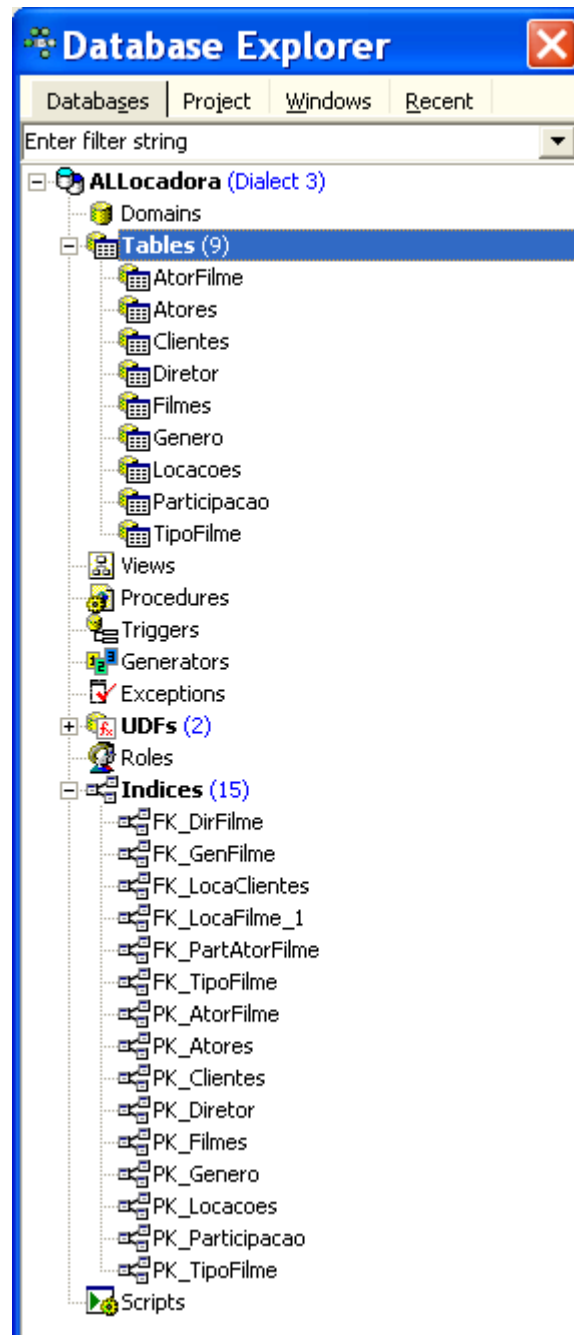 Database Explorer
Databases Project Windows Recent
Enter filter string
ALLocadora (Dialect 3)
Domains
Tables (9)
AtorFilme
Atores
Clientes
Diretor
Filmes
Genero
Locacoes
Participacao
TipoFilme
Views
Procedures
Triggers
Generators
Exceptions
UDFs (2)
Roles
Indices (15)
FK_DirFilme
FK_GenFilme
FK_LocaClientes
FK_LocaFilme_1
FK_PartAtorFilme
FK_TipoFilme
PK_AtorFilme
PK_Atores
PK_Clientes
PK_Diretor
PK_Filmes
PK_Genero
PK_Locacoes
PK_Participacao
PK_TipoFilme
Scripts